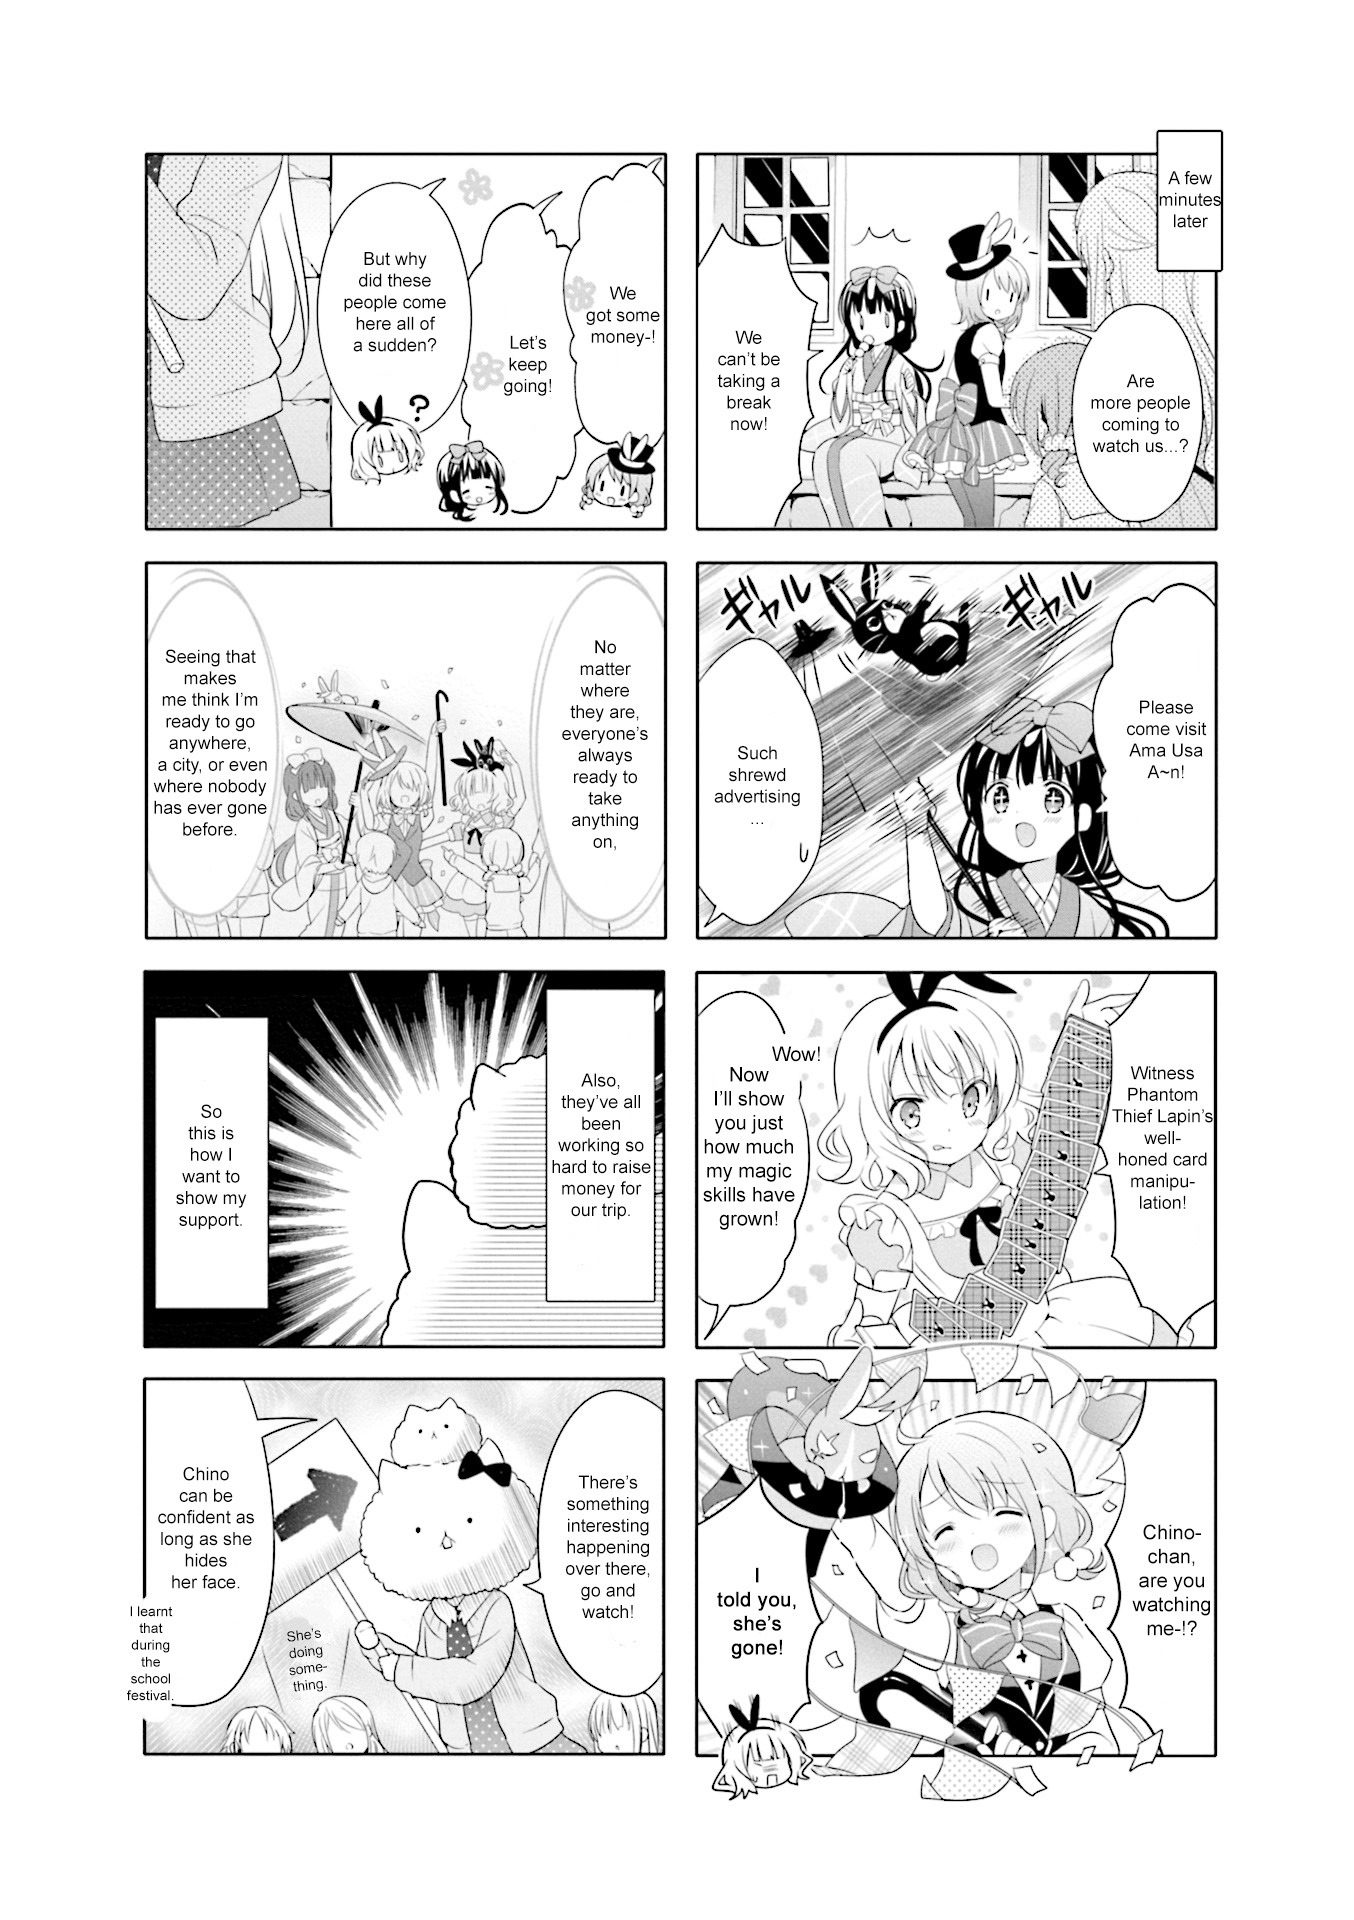 A few
minutes
later
Are
more people
coming to
watch us...?
We
can't be
taking a
break
now!
Please
come visit
Ama Usa
A~n!
ギャル
ギャル
Such
shrewd
advertising
...
Witness
Phantom
Thief Lapin's
well-
honed card
manipu-
lation!
Wow!
Now
I'll show
you just
how much
my magic
skills have
grown!
Chino-
chan,
are you
watching
me-!?
I
told you,
she's
gone!
We
got some
money-!
Let's
keep
going!
But why
did these
people come
here all of
a sudden?
?
No
matter
where
they are,
everyone's
always
ready to
take
anything
on,
Seeing that
makes
me think I'm
ready to go
anywhere,
a city, or even
where nobody
has ever gone
before.
Also,
they've all
been
working so
hard to raise
money for
our trip.
So
this is
how I
want to
show my
support.
There's
something
interesting
happening
over there,
go and
watch!
She's
doing
some-
thing.
Chino
can be
confident as
long as she
hides
her face.
I learnt
that
during
the
school
festival.